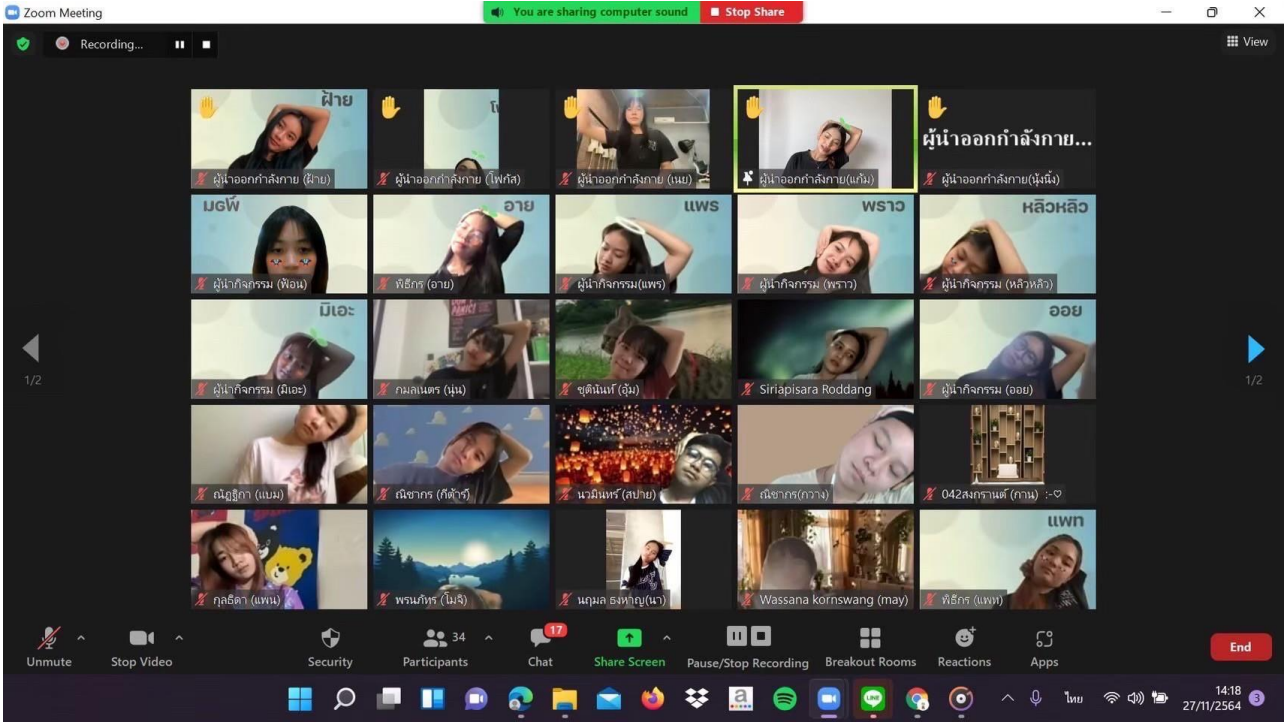 Zoom Meeting
You are sharing computer sound
Stop Share
Recording...
View
ฝ้าย
ผู้นำออกกำลังกาย (ฝ้าย)
ผู้นำออกกำลังกาย (โฟกัส)
ผู้นำออกกำลังกาย (เนย)
ผู้นำออกกำลังกาย(แก้ม)
ผู้นำออกกำลังกาย...
ผู้นำออกกำลังกาย(นุ้งนิ้ง)
ผู้นำกิจกรรม (ฟ้อน)
อาย
พิธีกร (อาย)
แพร
ผู้นำกิจกรรม(แพร)
พราว
ผู้นำกิจกรรม (พราว)
หลิวหลิว
ผู้นำกิจกรรม (หลิวหลิว)
มิเอะ
ผู้นำกิจกรรม (มิเอะ)
กมลเนตร (นุ่น)
ชุตินันท์ (อุ้ม)
Siriapisara Roddang
ออย
ผู้นำกิจกรรม (ออย)
1/2
1/2
ณัฏฐิกา (แบม)
ณิชากร (กีต้าร์)
นวมินทร์ (สปาย)
ณิชากร(กวาง)
042สงกรานต์ (กาน) :-♡
กุลธิดา (แพน)
พรนภัทร (โมจิ)
นฤมล ธงหาญ(นา)
Wassana kornswang (may)
แพท
พิธีกร (แพท)
Unmute
Stop Video
Security
34
Participants
17
Chat
Share Screen
Pause/Stop Recording
Breakout Rooms
Reactions
Apps
End
a
LINE
ไทย
14:18
27/11/2564
3